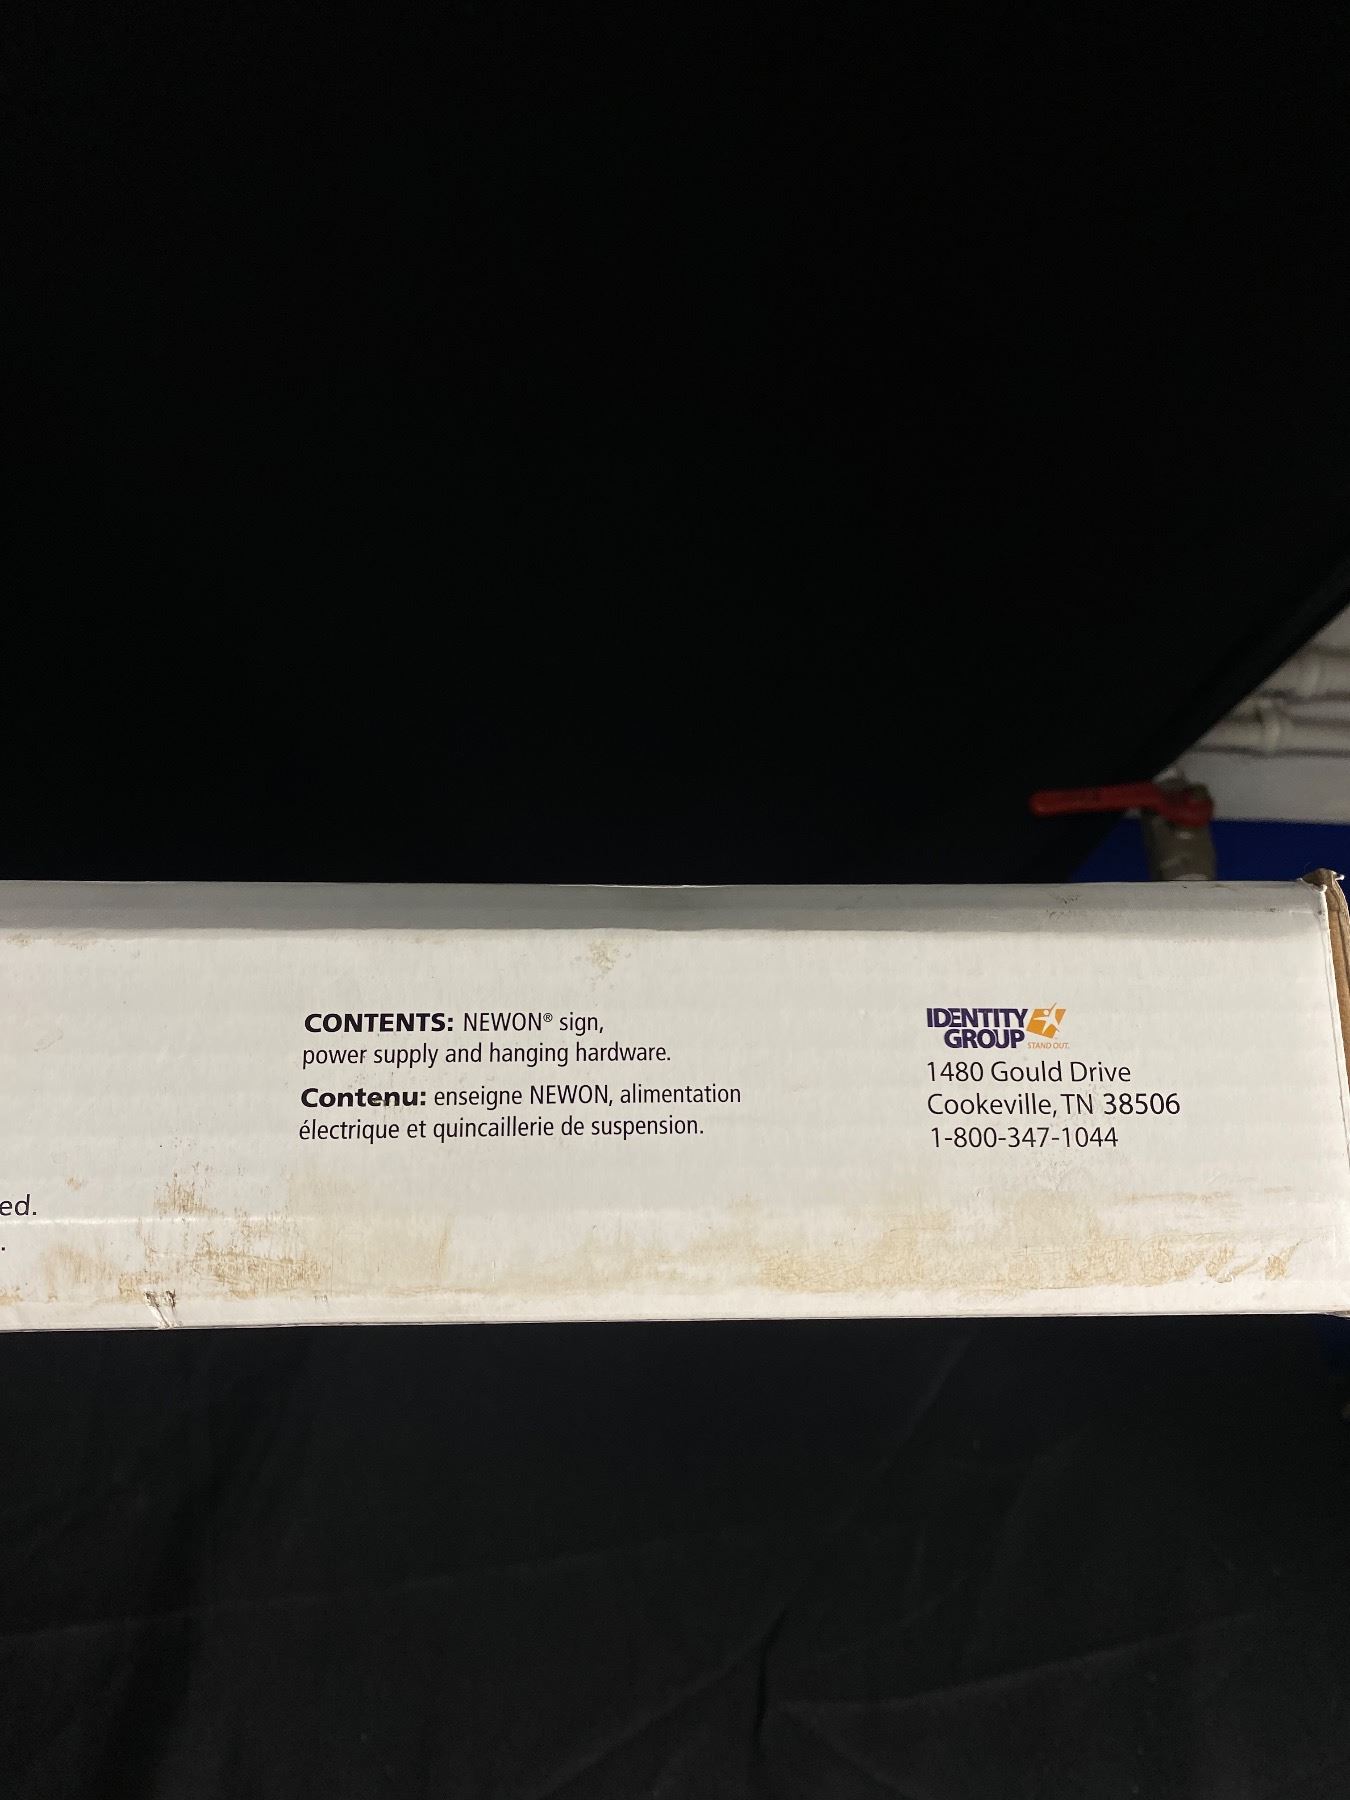 CONTENTS: NEWON® sign,
power supply and hanging hardware.
Contenu: enseigne NEWON, alimentation
électrique et quincaillerie de suspension.
IDENTITY
GROUP STAND OUT.
1480 Gould Drive
Cookeville, TN 38506
1-800-347-1044
ed.
.